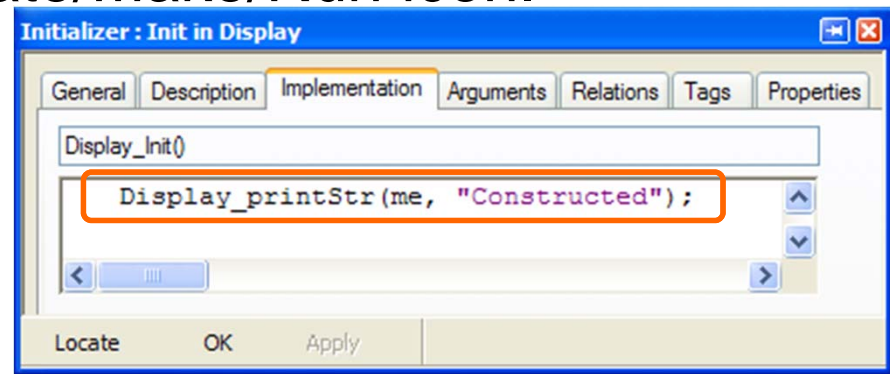 Initializer : Init in Display
General Description Implementation Arguments Relations Tags Properties
Display_Init()
Display_printStr(me, "Constructed");
Locate OK Apply